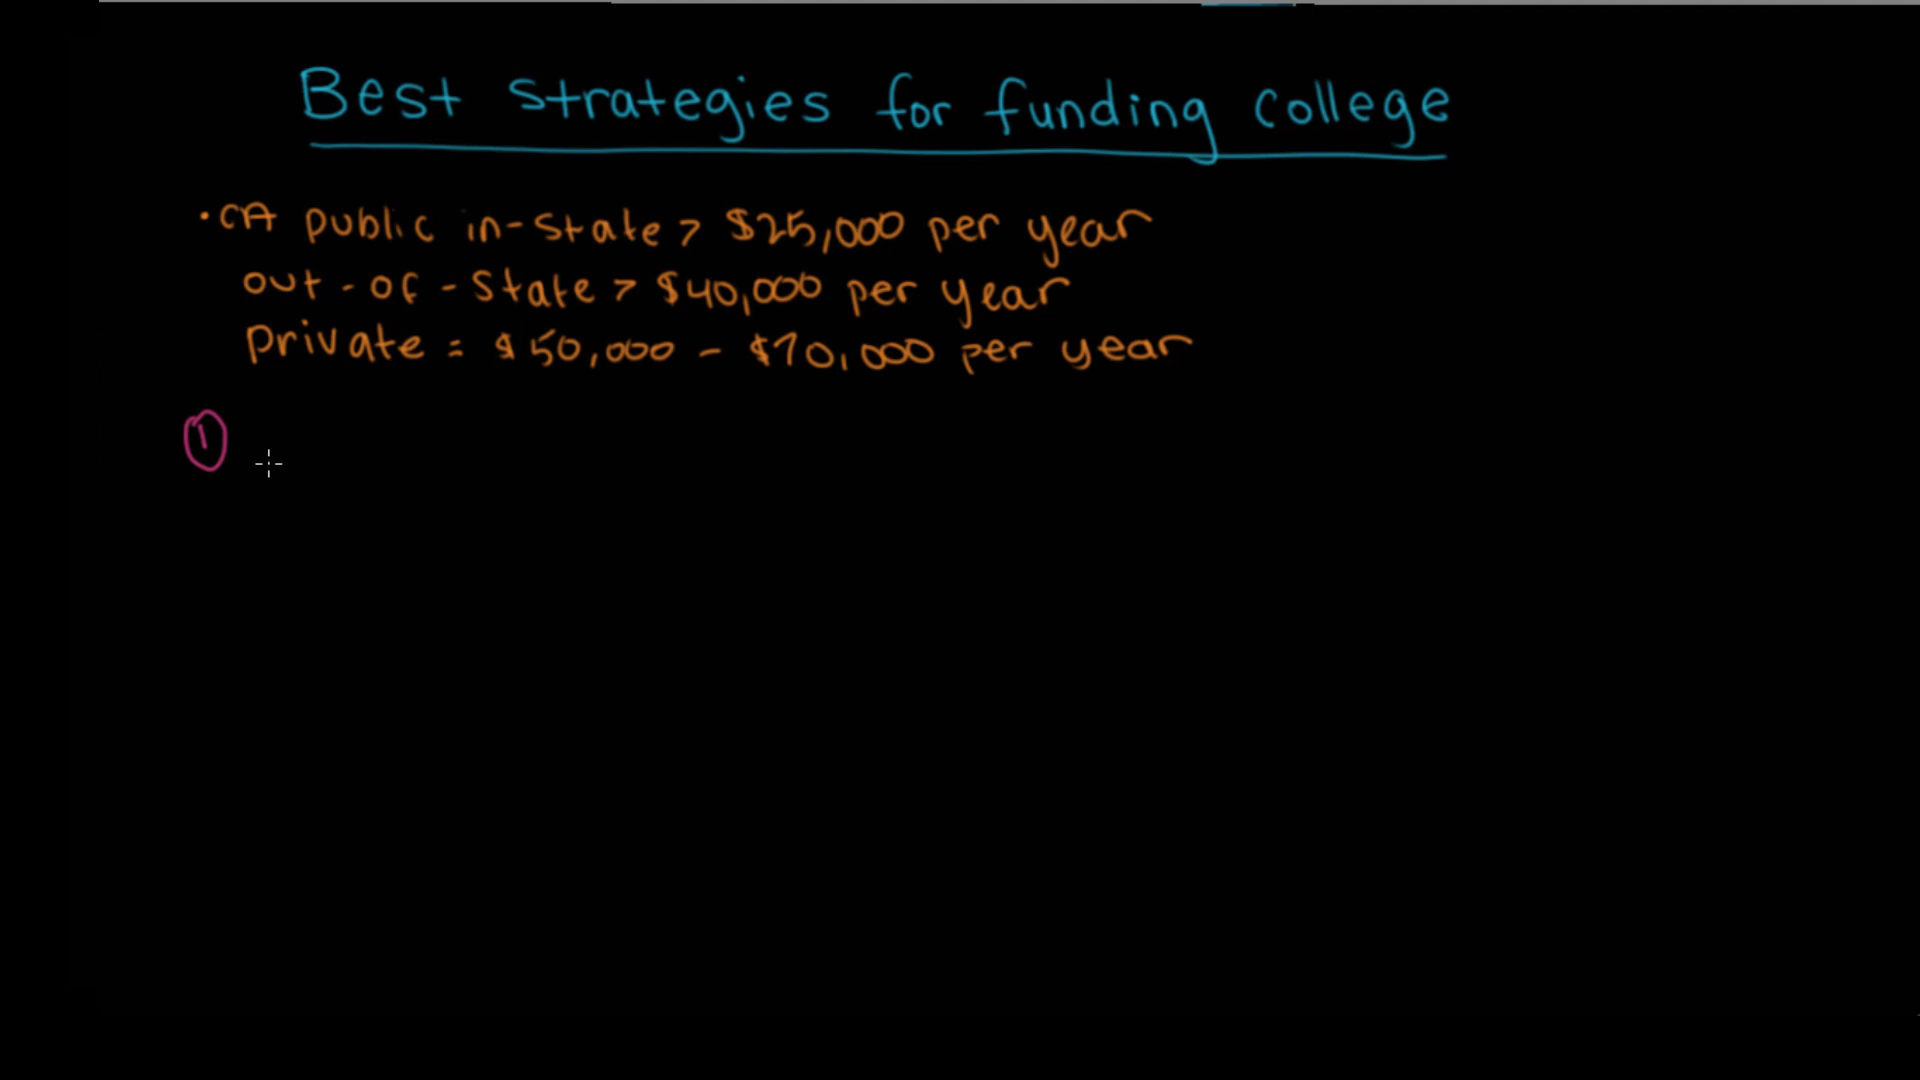 Best strategies for funding college
• CA public in-state > $25,000 per year
out-of-state > $40,000 per year
private = $50,000 - $70,000 per year
1